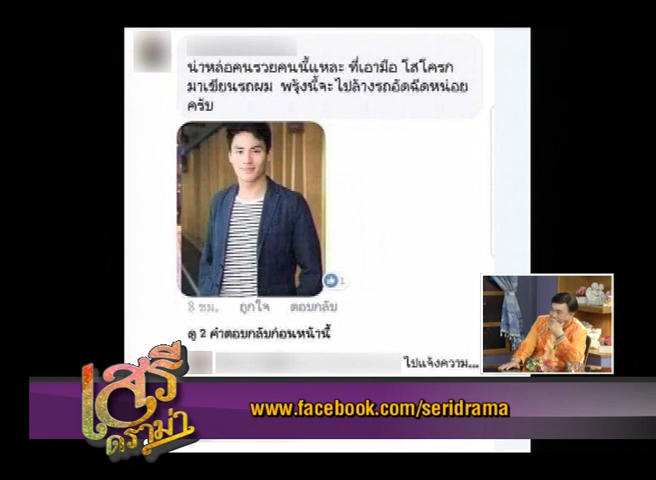 น่าหล่อคนรวยคนนี้แหละ ที่เอามือ โสโครก
มาเขียนรถผม พรุ้งนี้จะไปล้างรถอัดฉีดหน่อย
ครับ
1
8 ชม. ถูกใจ ตอบกลับ
ดู 2 คำตอบกลับก่อนหน้านี้
ไปแจ้งความ...
เสรี
ดราม่า
www.facebook.com/seridrama